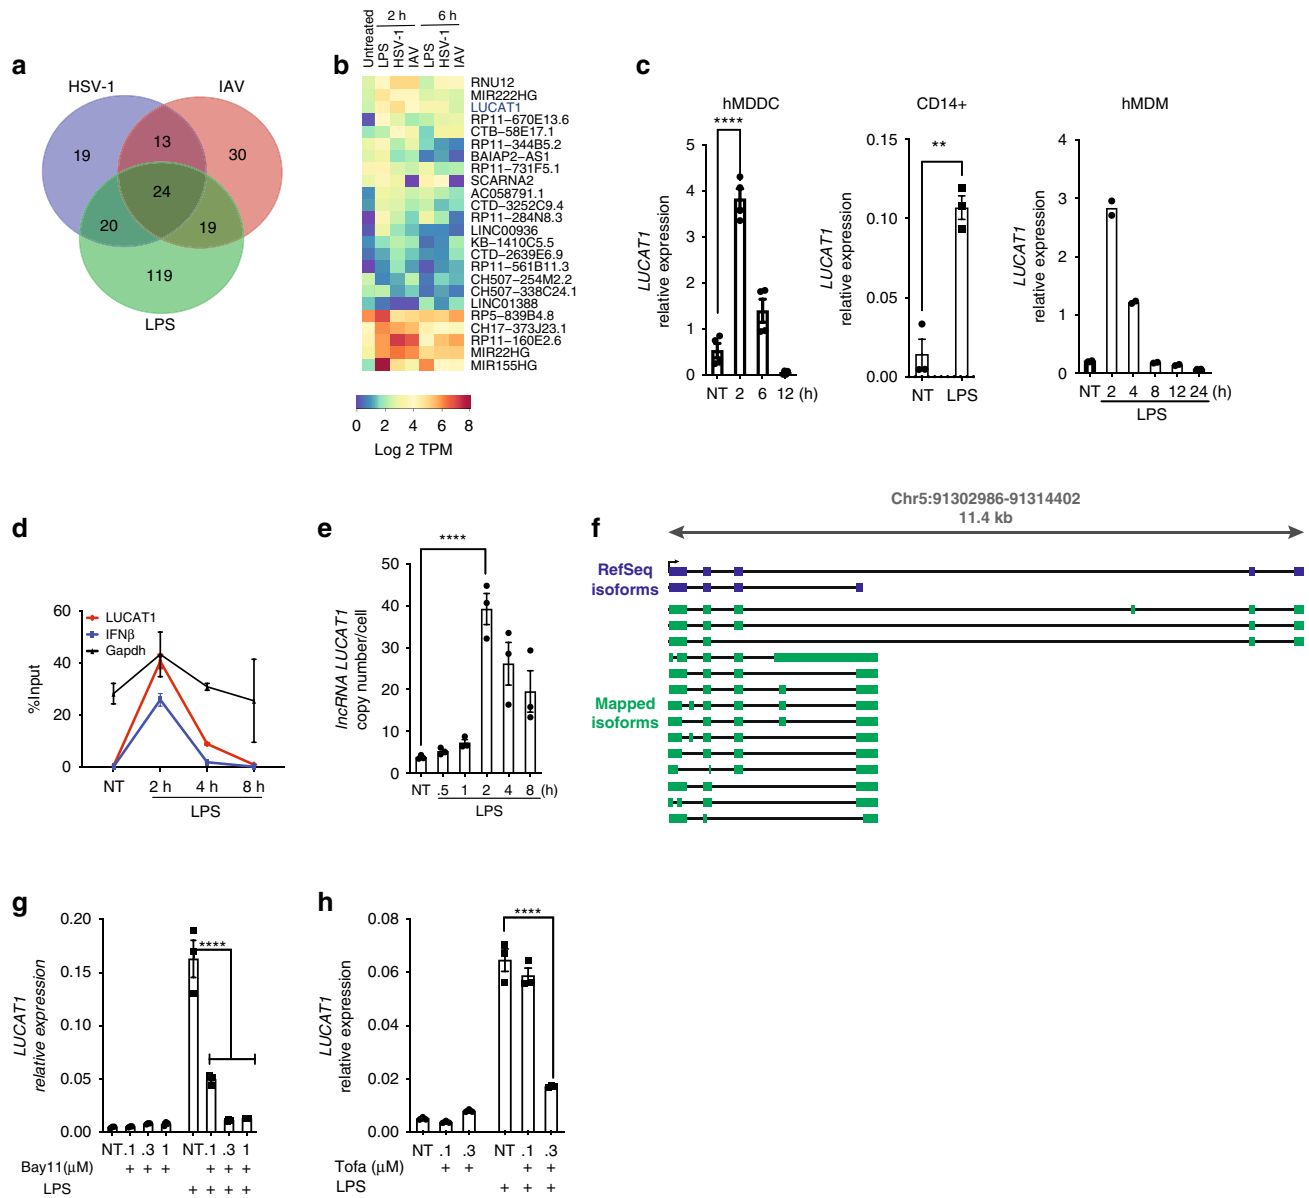 a
HSV-1
IAV
19
13
30
24
20
19
119
LPS
b
2 h
6 h
Untreated
LPS
HSV-1
IAV
LPS
HSV-1
IAV
RNU12
MIR222HG
LUCAT1
RP11-670E13.6
CTB-58E17.1
RP11-344B5.2
BAIAP2-AS1
RP11-731F5.1
SCARNA2
AC058791.1
CTD-3252C9.4
RP11-284N8.3
LINC00936
KB-1410C5.5
CTD-2639E6.9
RP11-561B11.3
CH507-254M2.2
CH507-338C24.1
LINC01388
RP5-839B4.8
CH17-373J23.1
RP11-160E2.6
MIR22HG
MIR155HG
0 2 4 6 8
Log 2 TPM
c
hMDDC
****
LUCAT1
relative expression
5
4
3
2
1
0
NT 2 6 12 (h)
CD14+
**
LUCAT1
relative expression
0.15
0.10
0.05
0.00
NT LPS
hMDM
LUCAT1
relative expression
4
3
2
1
0
NT 2 4 8 12 24 (h)
LPS
d
%Input
60
40
20
0
LUCAT1
IFNβ
Gapdh
NT 2 h 4 h 8 h
LPS
e
****
lncRNA LUCAT1
copy number/cell
50
40
30
20
10
0
NT .5 1 2 4 8 (h)
LPS
f
Chr5:91302986-91314402
11.4 kb
RefSeq
isoforms
Mapped
isoforms
g
LUCAT1
relative expression
0.20
0.15
0.10
0.05
0.00
****
NT .1 .3 1 NT .1 .3 1
Bay11(μM) + + + + + +
LPS + + + +
h
LUCAT1
relative expression
0.08
0.06
0.04
0.02
0.00
****
NT .1 .3 NT .1 .3
Tofa (μM) + + + +
LPS + + +